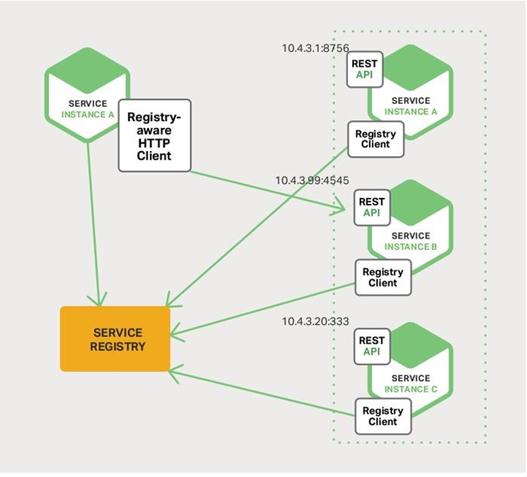 SERVICE
INSTANCE A
Registry-
aware
HTTP
Client
SERVICE
REGISTRY
10.4.3.1:8756
REST
API
SERVICE
INSTANCE A
Registry
Client
10.4.3.99:4545
REST
API
SERVICE
INSTANCE B
Registry
Client
10.4.3.20:333
REST
API
SERVICE
INSTANCE C
Registry
Client